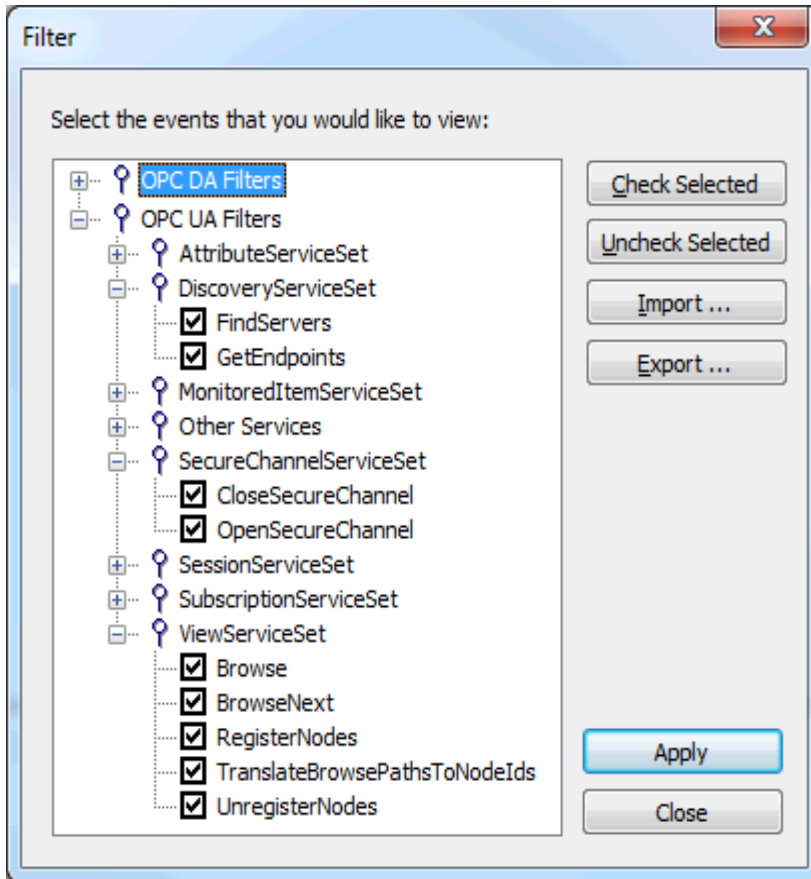 Filter
Select the events that you would like to view:
OPC DA Filters
OPC UA Filters
AttributeServiceSet
DiscoveryServiceSet
FindServers
GetEndpoints
MonitoredItemServiceSet
Other Services
SecureChannelServiceSet
CloseSecureChannel
OpenSecureChannel
SessionServiceSet
SubscriptionServiceSet
ViewServiceSet
Browse
BrowseNext
RegisterNodes
TranslateBrowsePathsToNodeIds
UnregisterNodes
Check Selected
Uncheck Selected
Import ...
Export ...
Apply
Close